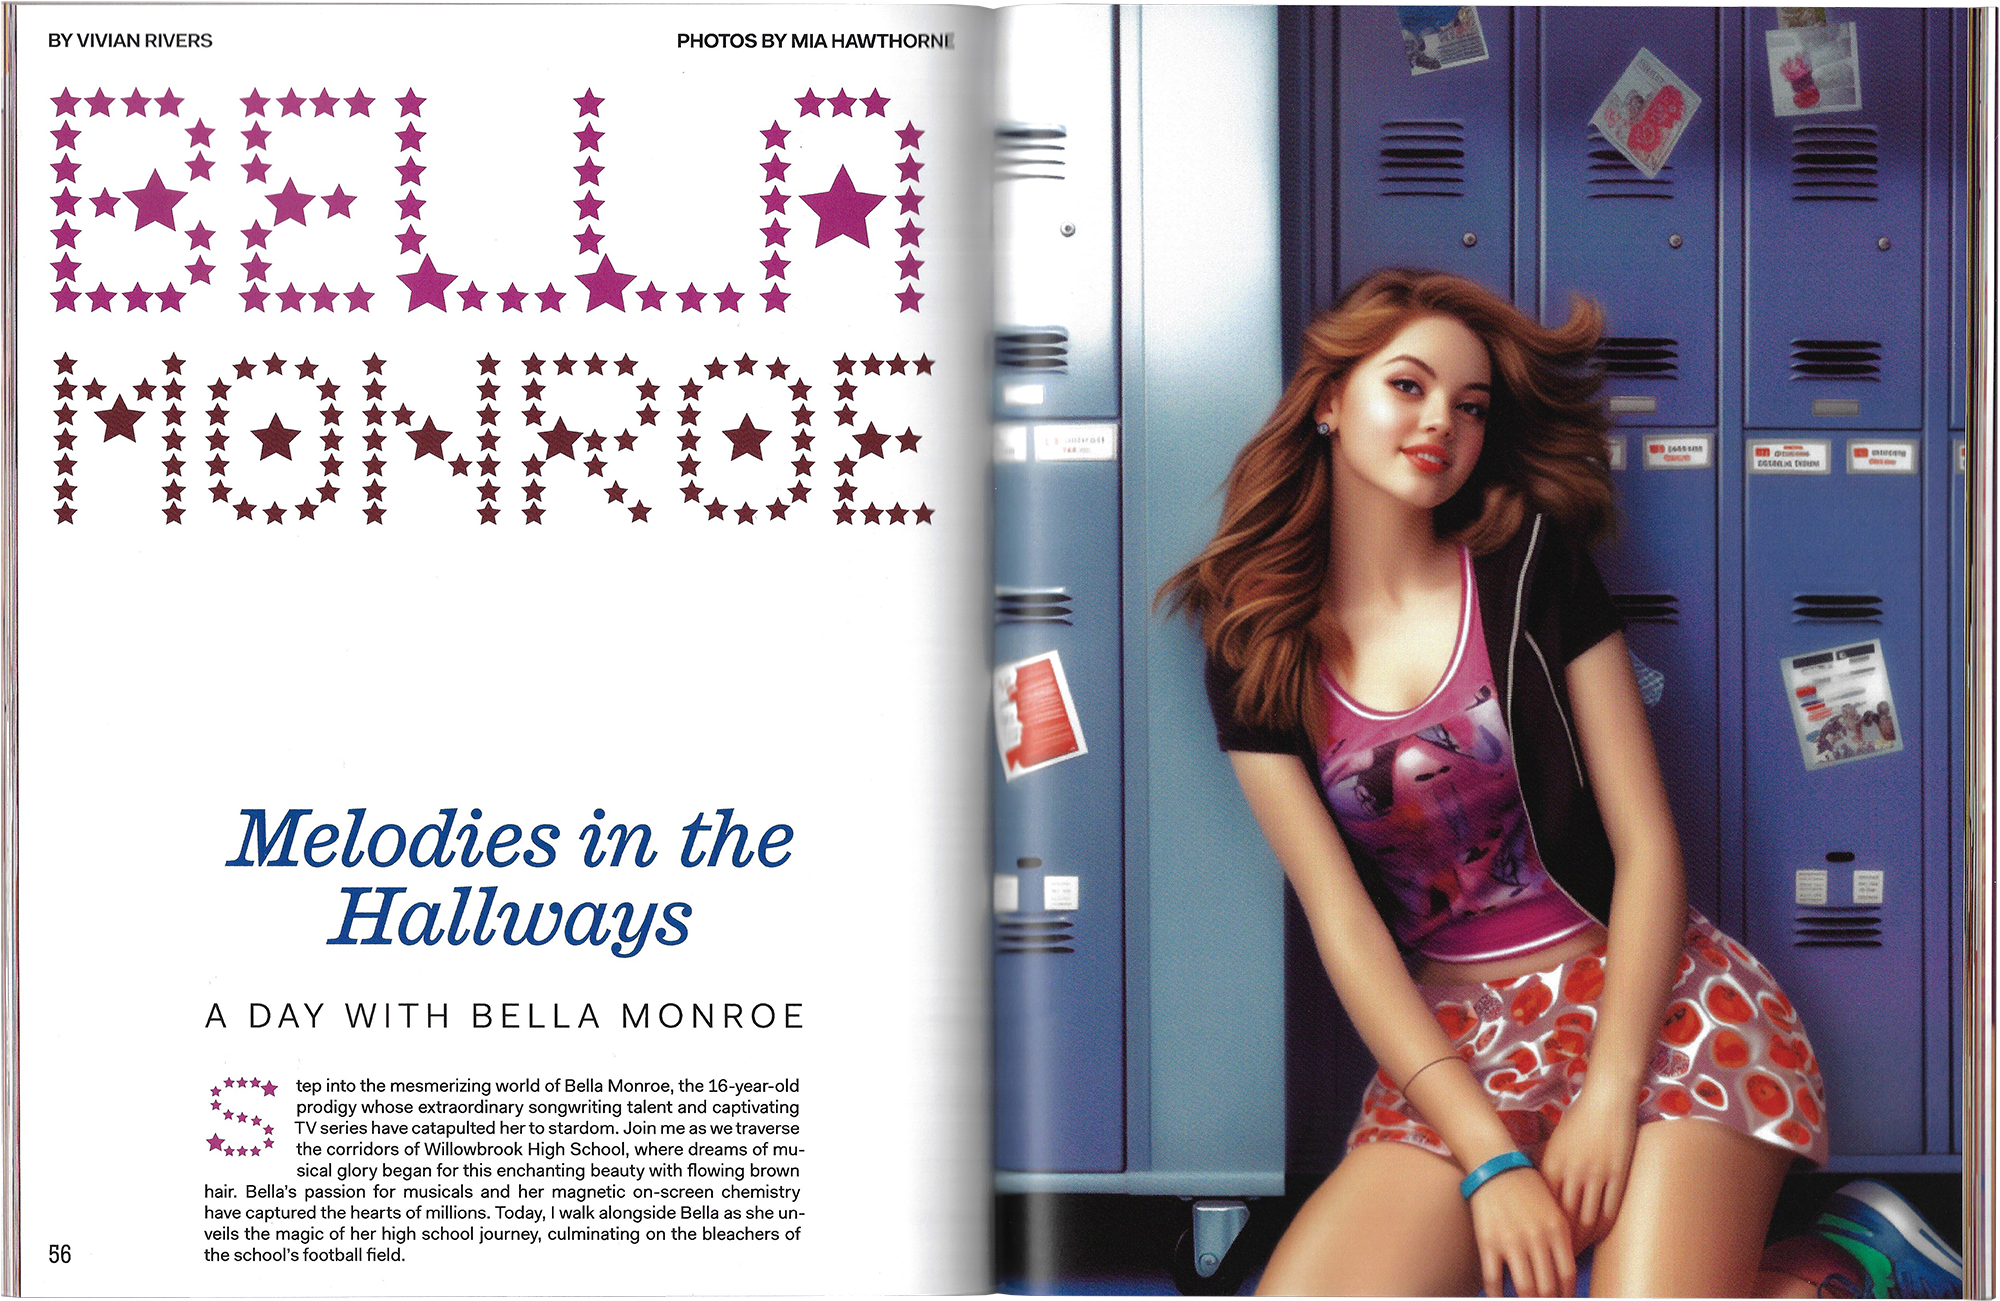 BY VIVIAN RIVERS
PHOTOS BY MIA HAWTHORNE
BELLA
MONROE
Melodies in the
Hallways
A DAY WITH BELLA MONROE
Step into the mesmerizing world of Bella Monroe, the 16-year-old
prodigy whose extraordinary songwriting talent and captivating
TV series have catapulted her to stardom. Join me as we traverse
the corridors of Willowbrook High School, where dreams of mu-
sical glory began for this enchanting beauty with flowing brown
hair. Bella's passion for musicals and her magnetic on-screen chemistry
have captured the hearts of millions. Today, I walk alongside Bella as she un-
veils the magic of her high school journey, culminating on the bleachers of
the school's football field.
56